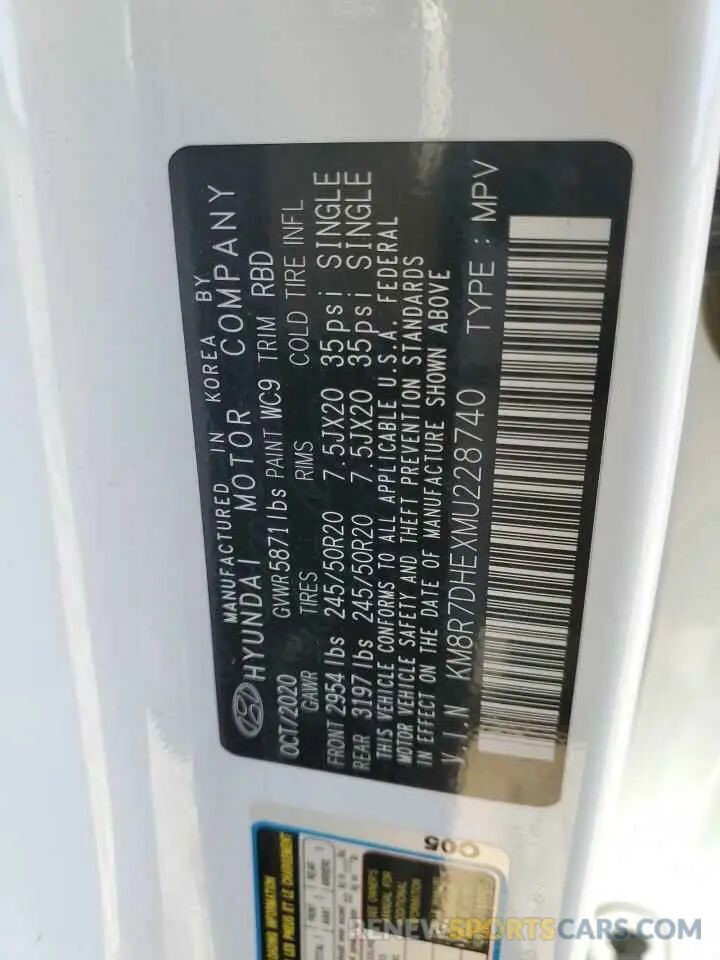 MANUFACTURED IN KOREA BY
HYUNDAI MOTOR COMPANY
OCT/2020 GVWR5871lbs PAINT WC9 TRIM RBD
GAWR TIRES RIMS COLD TIRE INFL
FRONT 2954lbs 245/50R20 7.5JX20 35psi SINGLE
REAR 3197lbs 245/50R20 7.5JX20 35psi SINGLE
THIS VEHICLE CONFORMS TO ALL APPLICABLE U.S.A. FEDERAL
MOTOR VEHICLE SAFETY AND THEFT PREVENTION STANDARDS
IN EFFECT ON THE DATE OF MANUFACTURE SHOWN ABOVE
V.I.N KM8R7DHEXMU228740 TYPE : MPV
005
RENEWSPORTSCARS.COM